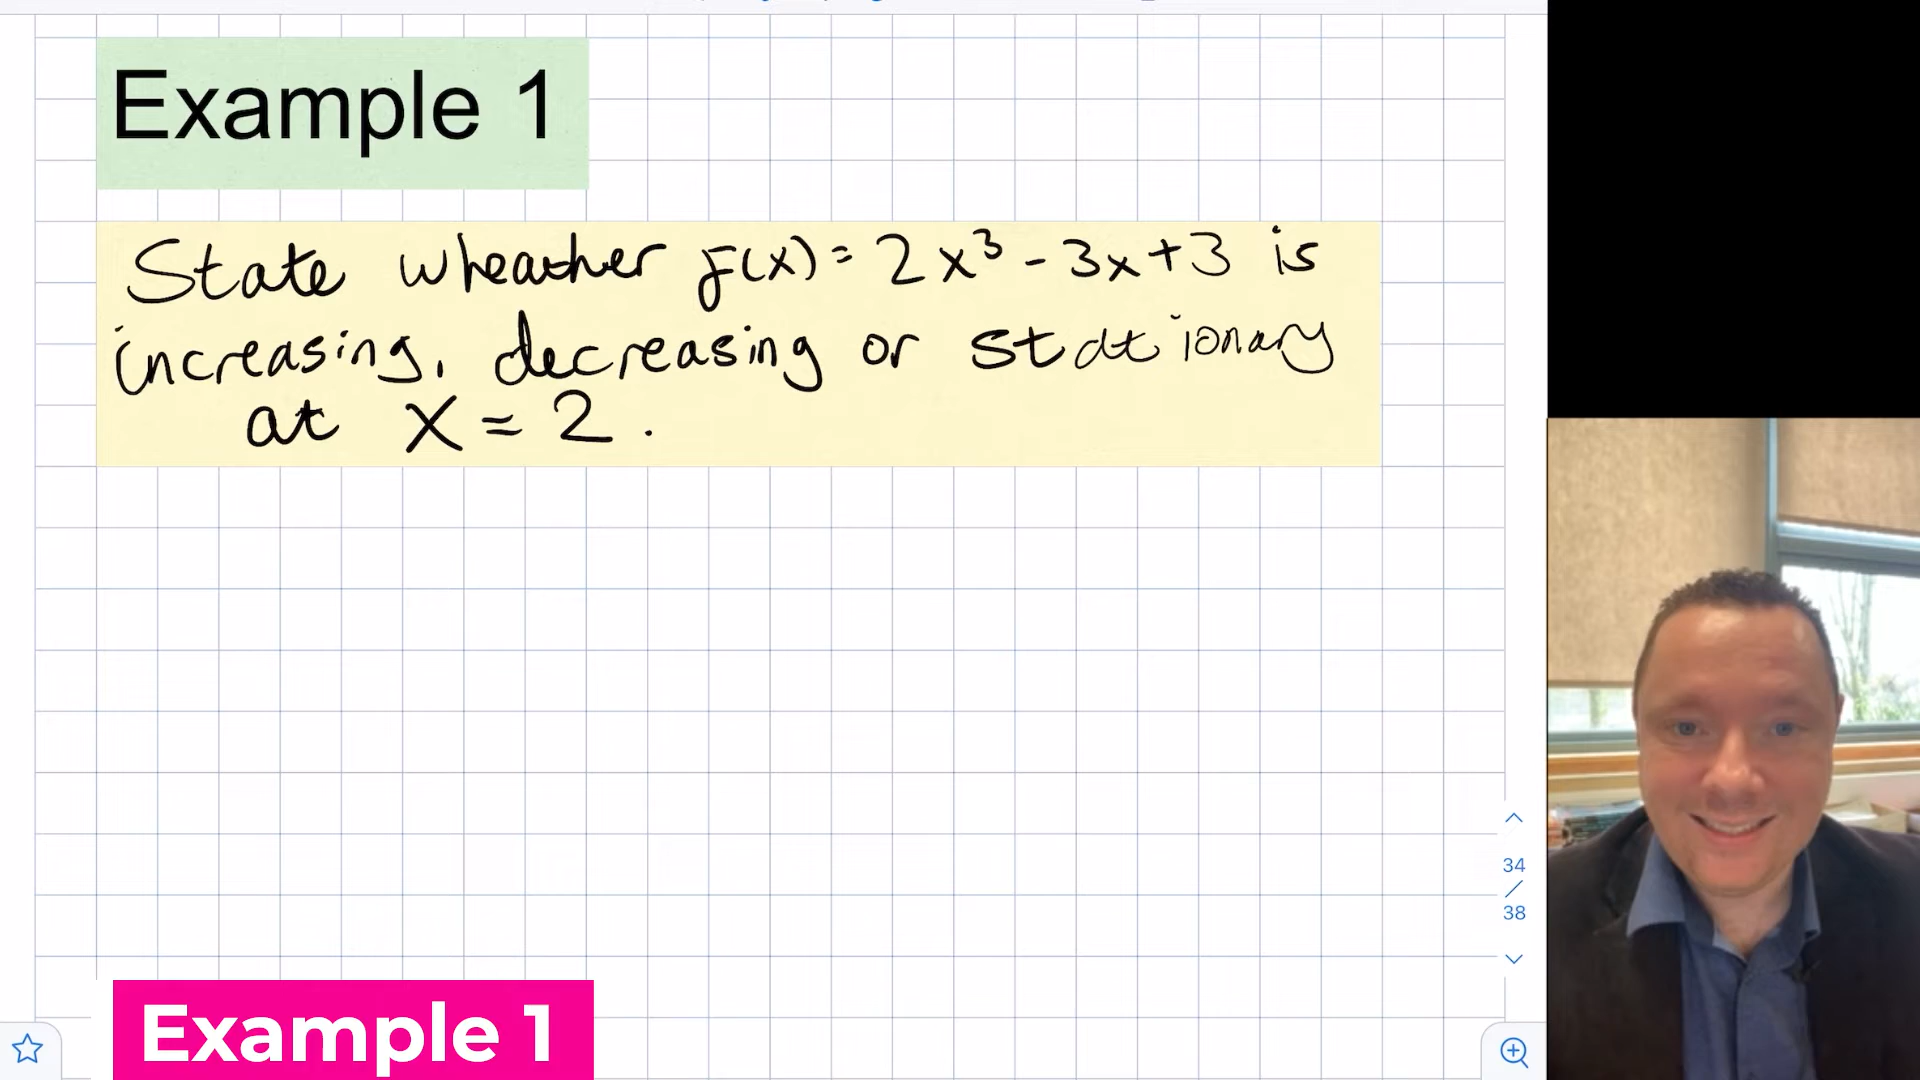 Example 1
State wheather f(x) = 2x³ - 3x + 3 is
increasing, decreasing or stationary
at x = 2.
34
/
38
Example 1